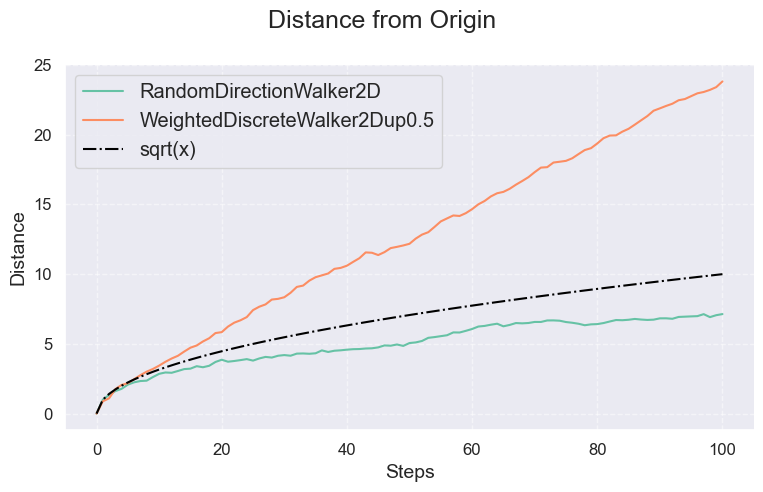 Distance from Origin
RandomDirectionWalker2D
WeightedDiscreteWalker2Dup0.5
sqrt(x)
25
20
15
10
5
0
Distance
0 20 40 60 80 100
Steps